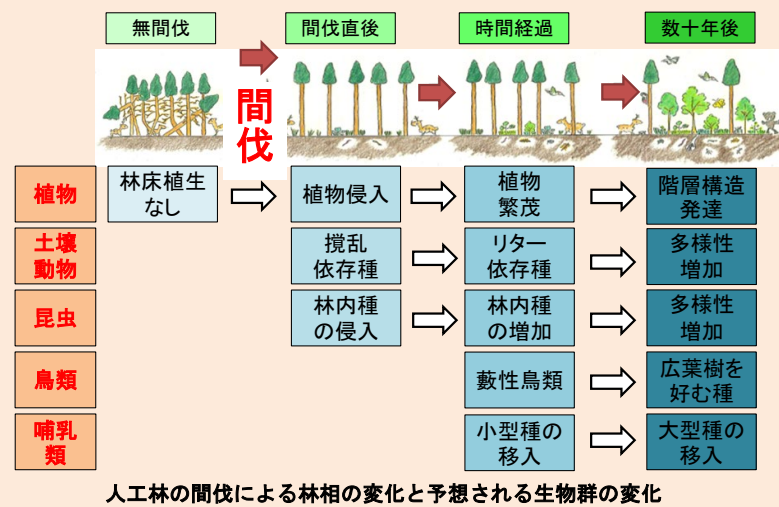 無間伐
間伐直後
時間経過
数十年後
間
伐
植物
林床植生
なし
植物侵入
植物
繁茂
階層構造
発達
土壌
動物
撹乱
依存種
リター
依存種
多様性
増加
昆虫
林内種
の侵入
林内種
の増加
多様性
増加
鳥類
藪性鳥類
広葉樹を
好む種
哺乳
類
小型種の
移入
大型種の
移入
人工林の間伐による林相の変化と予想される生物群の変化